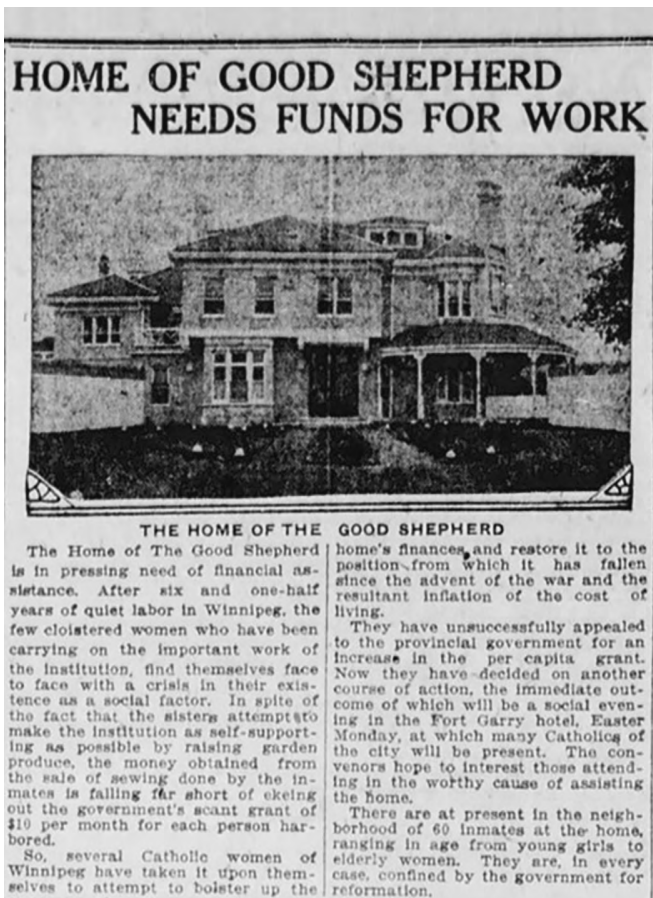 HOME OF GOOD SHEPHERD
NEEDS FUNDS FOR WORK
THE HOME OF THE GOOD SHEPHERD
The Home of The Good Shepherd
is in pressing need of financial as-
sistance. After six and one-half
years of quiet labor in Winnipeg, the
few cloistered women who have been
carrying on the important work of
the institution, find themselves face
to face with a crisis in their exis-
tence as a social factor. In spite of
the fact that the sisters attempt to
make the institution as self-support-
ing as possible by raising garden
produce, the money obtained from
the sale of sewing done by the in-
mates is falling far short of ekeing
out the government's scant grant of
$10 per month for each person har-
bored.
So, several Catholic women of
Winnipeg have taken it upon them-
selves to attempt to bolster up the
home's finances, and restore it to the
position from which it has fallen
since the advent of the war and the
resultant inflation of the cost of
living.
They have unsuccessfully appealed
to the provincial government for an
increase in the per capita grant.
Now they have decided on another
course of action, the immediate out-
come of which will be a social even-
ing in the Fort Garry hotel, Easter
Monday, at which many Catholics of
the city will be present. The con-
venors hope to interest those attend-
ing in the worthy cause of assisting
the home.
There are at present in the neigh-
borhood of 60 inmates at the home,
ranging in age from young girls to
elderly women. They are, in every
case, confined by the government for
reformation.